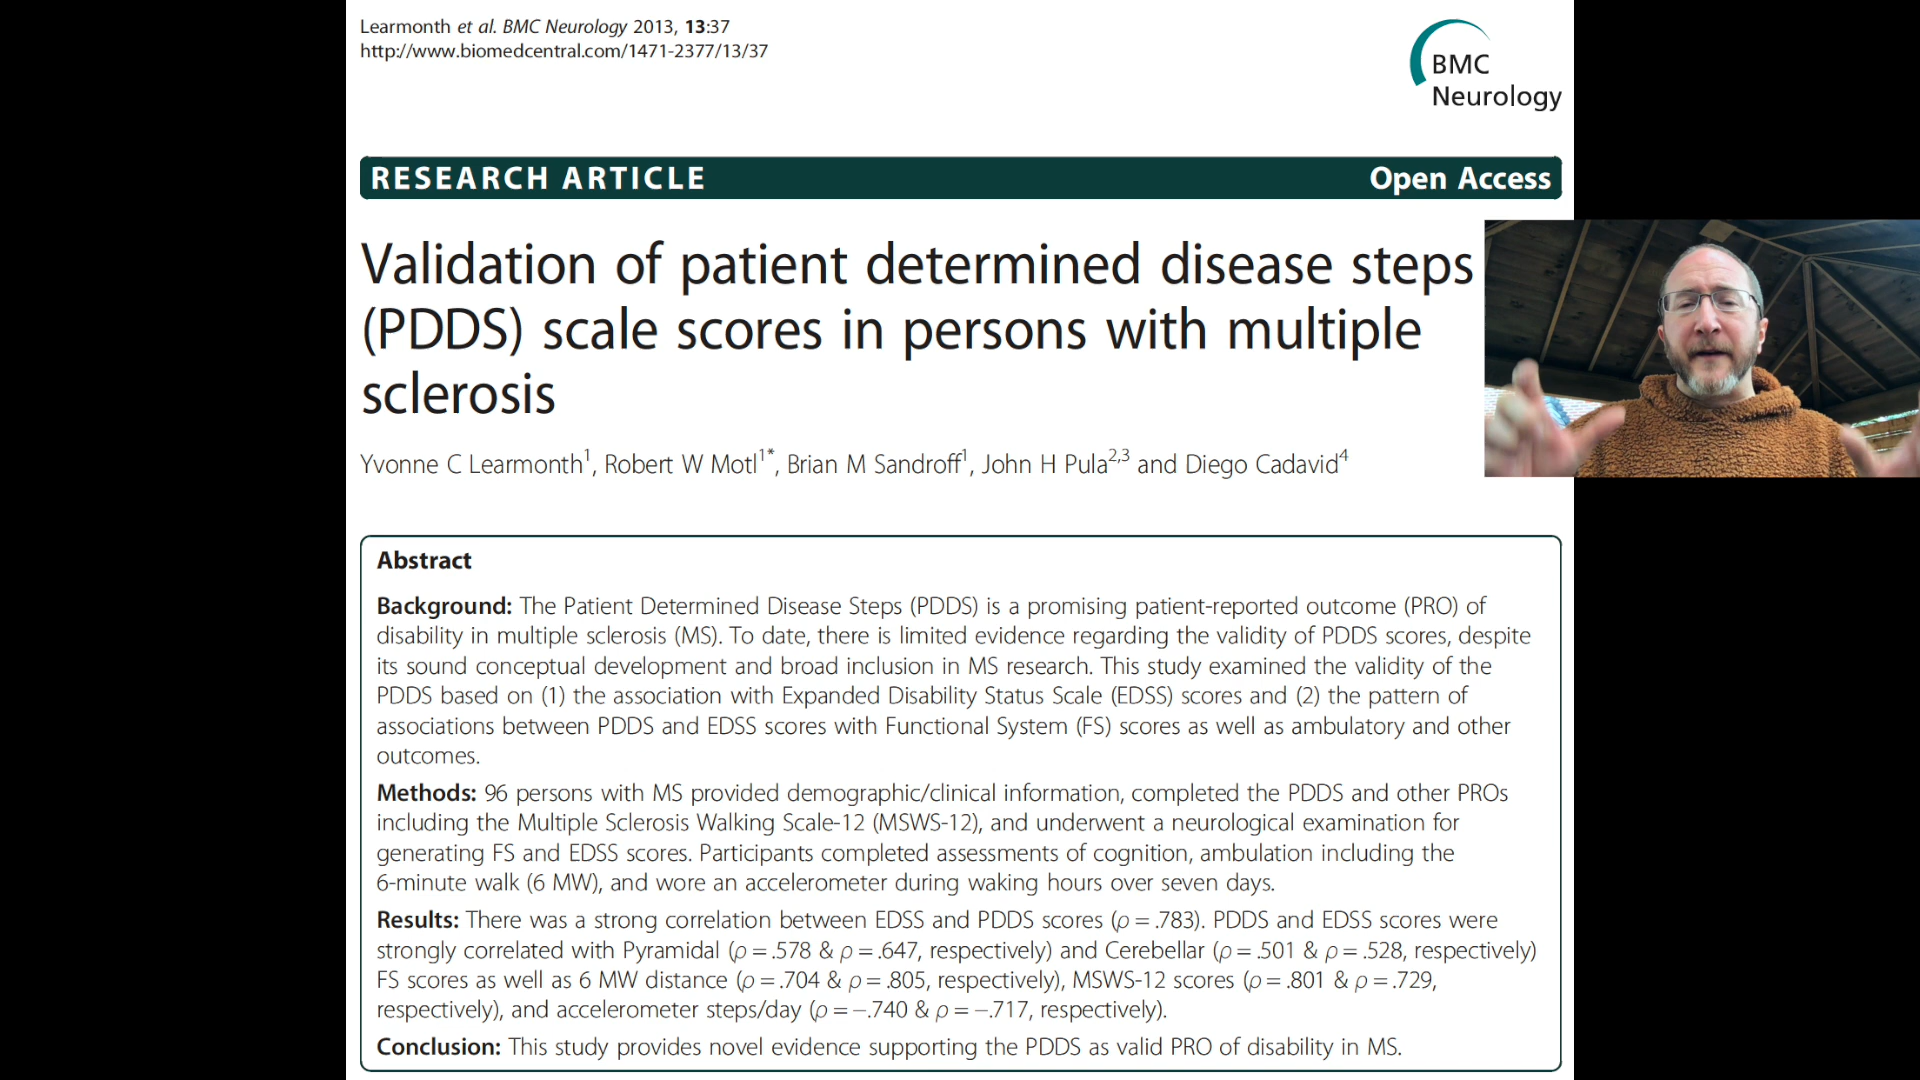 Learmonth et al. BMC Neurology 2013, 13:37
http://www.biomedcentral.com/1471-2377/13/37
BMC
Neurology
RESEARCH ARTICLE
Open Access
Validation of patient determined disease steps
(PDDS) scale scores in persons with multiple
sclerosis
Yvonne C Learmonth1, Robert W Motl1*, Brian M Sandroff1, John H Pula2,3 and Diego Cadavid4
Abstract
Background: The Patient Determined Disease Steps (PDDS) is a promising patient-reported outcome (PRO) of
disability in multiple sclerosis (MS). To date, there is limited evidence regarding the validity of PDDS scores, despite
its sound conceptual development and broad inclusion in MS research. This study examined the validity of the
PDDS based on (1) the association with Expanded Disability Status Scale (EDSS) scores and (2) the pattern of
associations between PDDS and EDSS scores with Functional System (FS) scores as well as ambulatory and other
outcomes.
Methods: 96 persons with MS provided demographic/clinical information, completed the PDDS and other PROs
including the Multiple Sclerosis Walking Scale-12 (MSWS-12), and underwent a neurological examination for
generating FS and EDSS scores. Participants completed assessments of cognition, ambulation including the
6-minute walk (6 MW), and wore an accelerometer during waking hours over seven days.
Results: There was a strong correlation between EDSS and PDDS scores (ρ = .783). PDDS and EDSS scores were
strongly correlated with Pyramidal (ρ = .578 & ρ = .647, respectively) and Cerebellar (ρ = .501 & ρ = .528, respectively)
FS scores as well as 6 MW distance (ρ = .704 & ρ = .805, respectively), MSWS-12 scores (ρ = .801 & ρ = .729,
respectively), and accelerometer steps/day (ρ = −.740 & ρ = −.717, respectively).
Conclusion: This study provides novel evidence supporting the PDDS as valid PRO of disability in MS.